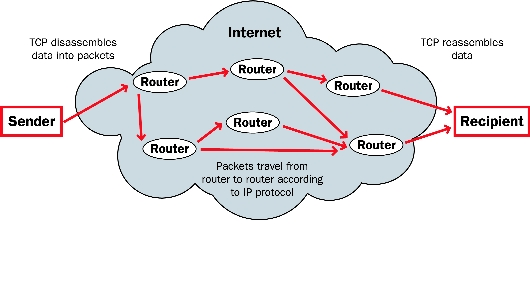 Internet
TCP disassembles
data into packets
TCP reassembles
data
Router
Router
Router
Sender
Router
Recipient
Router
Router
Packets travel from
router to router according
to IP protocol